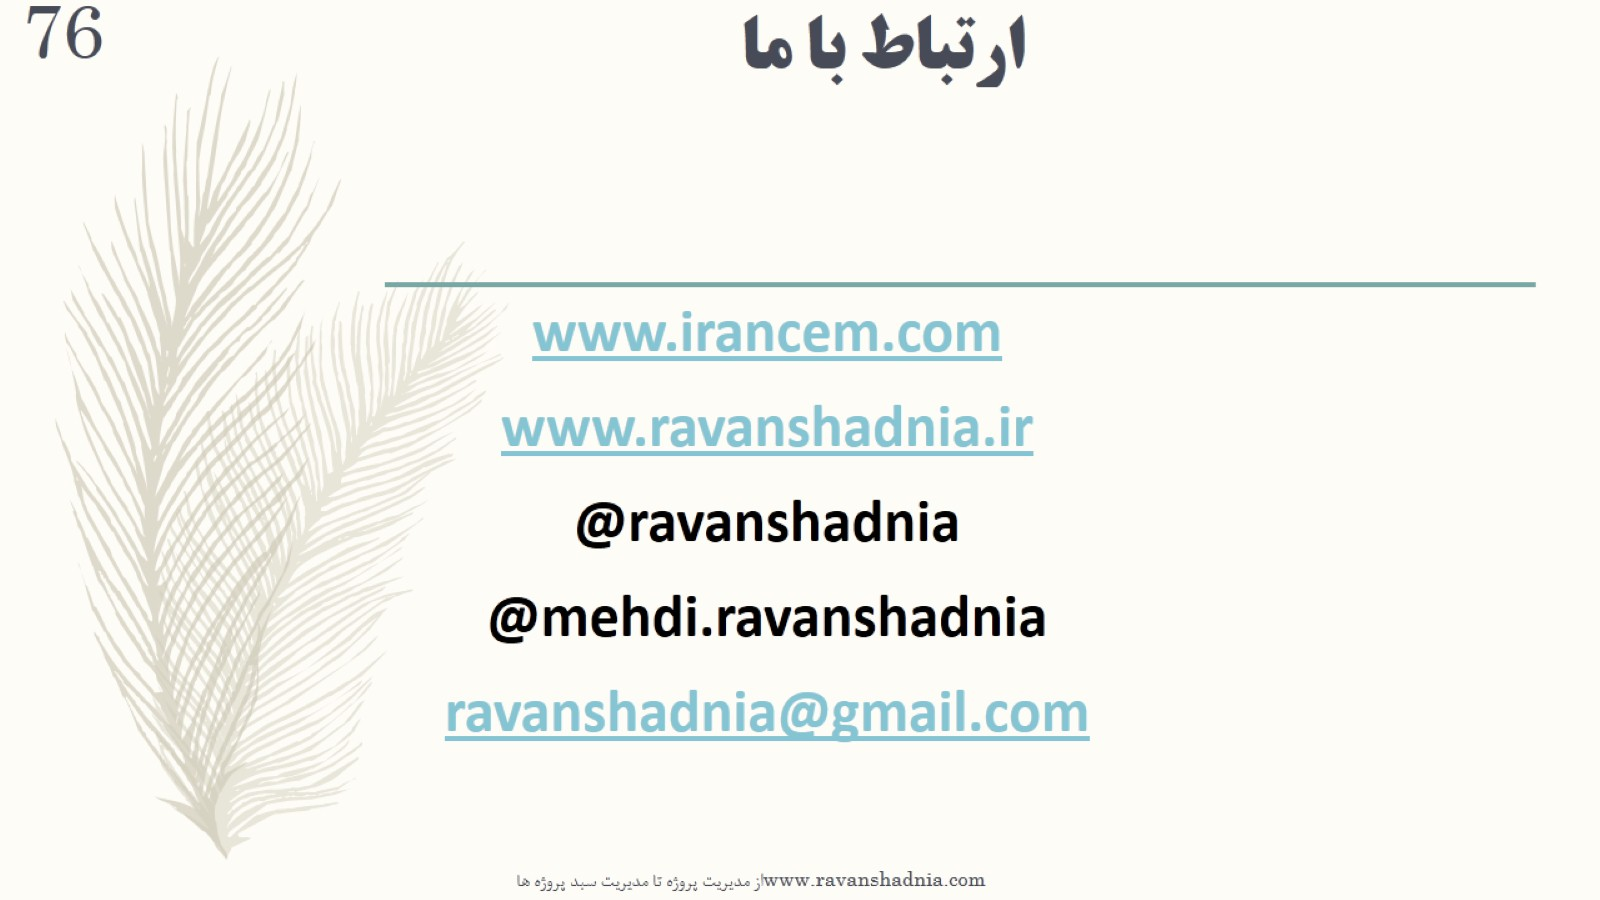 76
ارتباط با ما
www.irancem.com
www.ravanshadnia.ir
@ravanshadnia
@mehdi.ravanshadnia
ravanshadnia@gmail.com
از مدیریت پروژه تا مدیریت سبد پروژه ها www.ravanshadnia.com